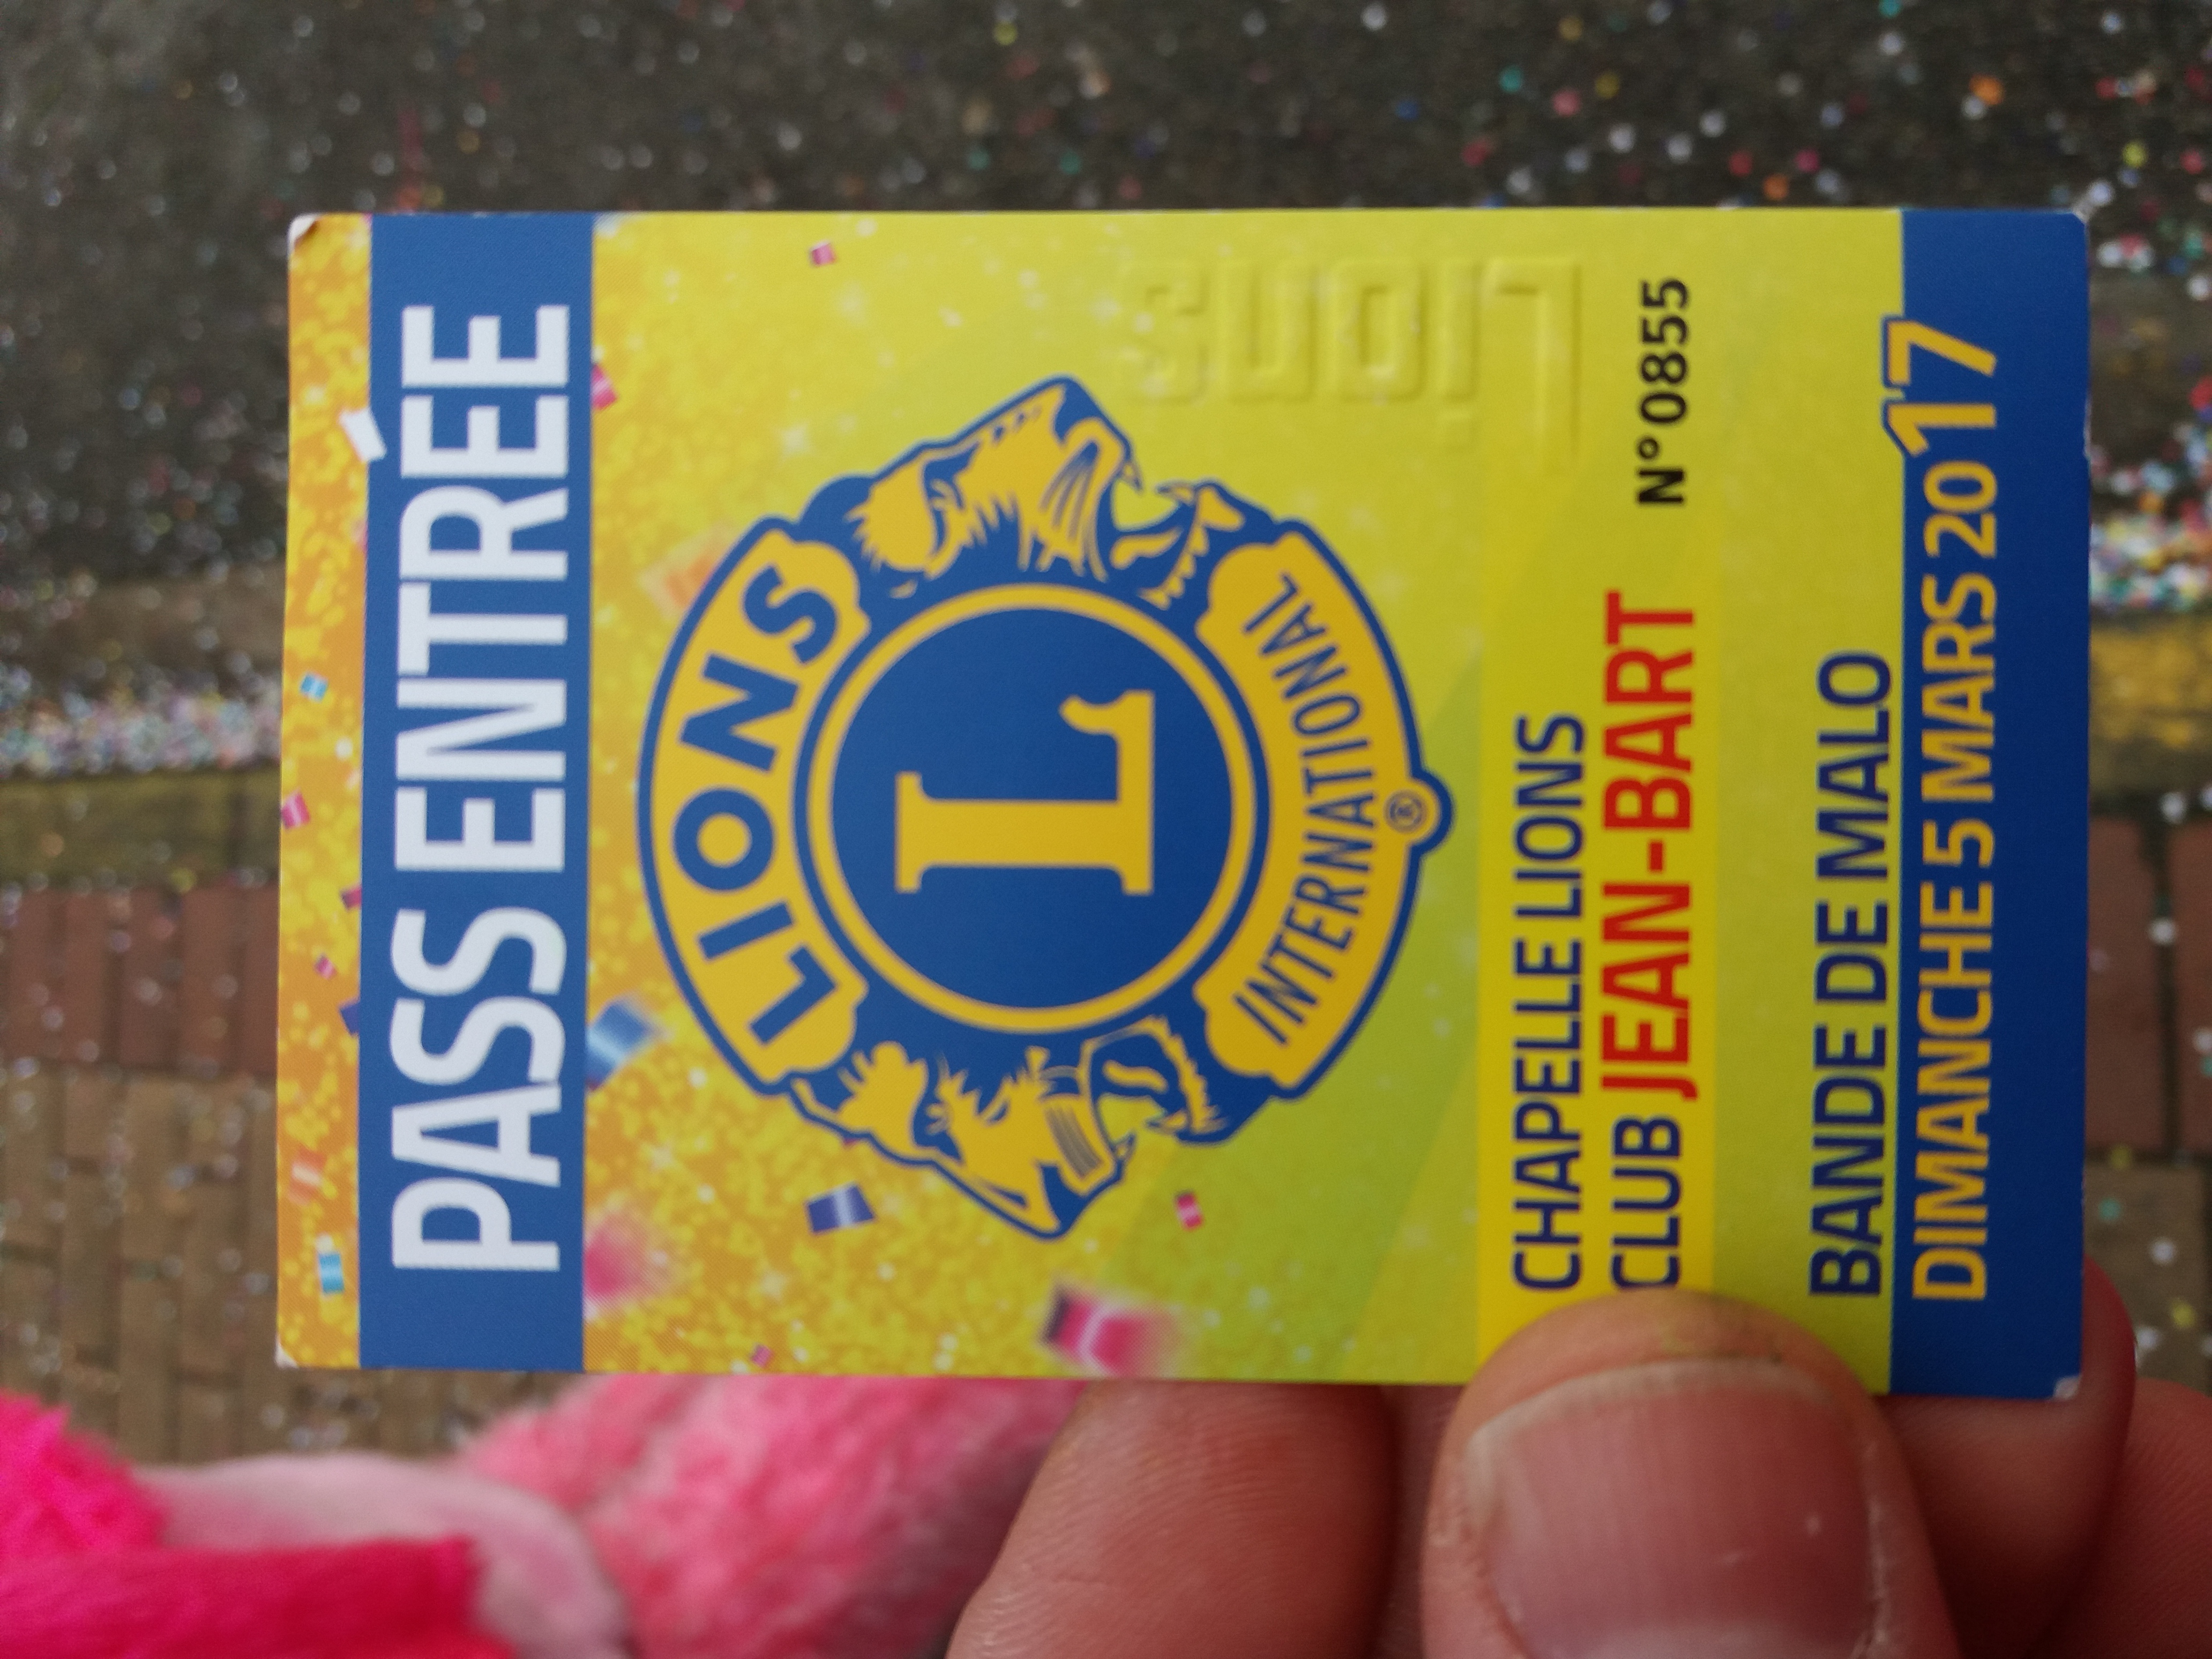 PASS ENTRÉE
LIONS
L
INTERNATIONAL
®
Lions
CHAPELLE LIONS
CLUB JEAN-BART N°0855
BANDE DE MALO
DIMANCHE 5 MARS 2017